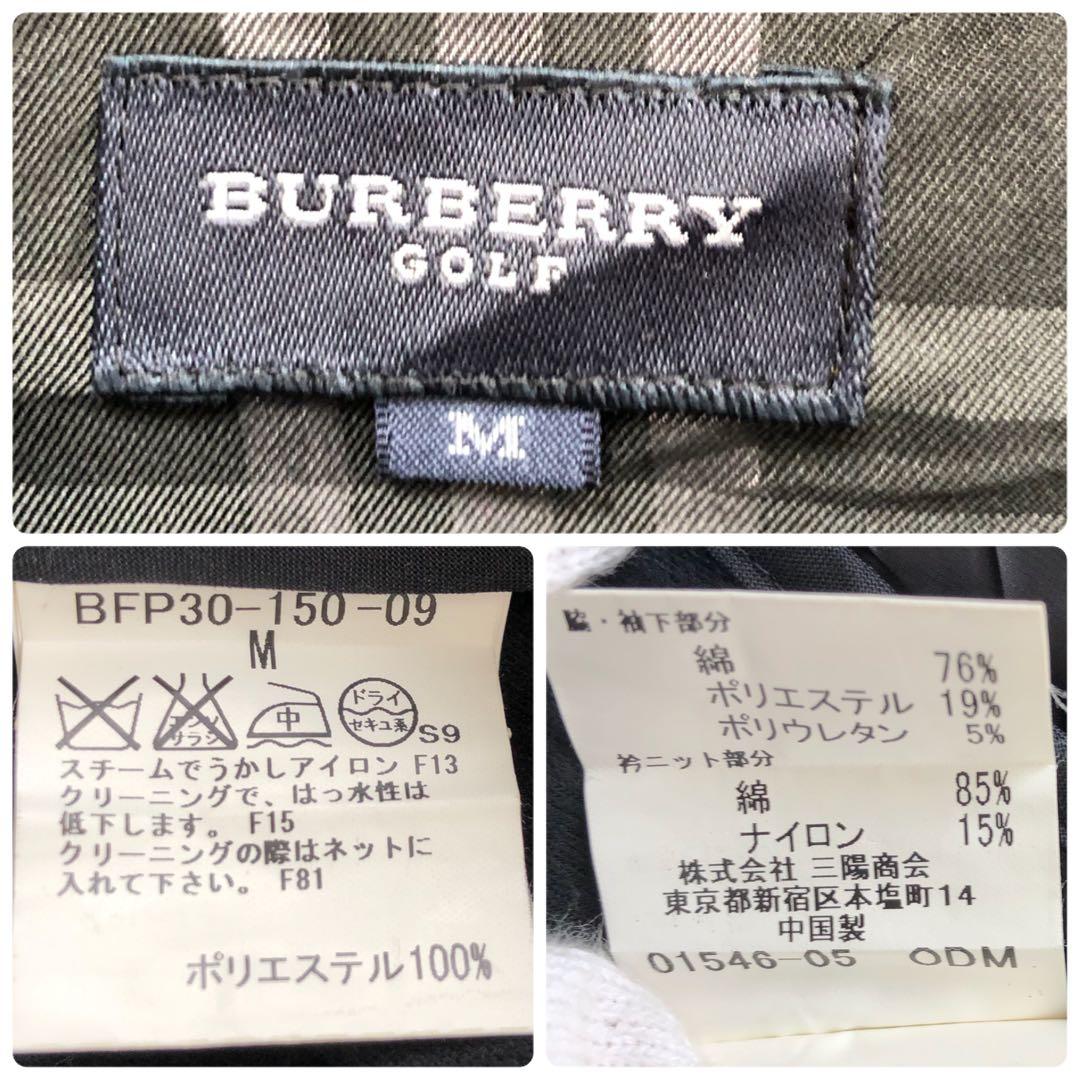 BURBERRY
GOLF
M
BFP30-150-09
M
エンソ
サラシ
中
ドライ
セキユ系
S9
スチームでうかしアイロン F13
クリーニングで、はっ水性は
低下します。 F15
クリーニングの際はネットに
入れて下さい。 F81
ポリエステル100%
脇・袖下部分
綿 76%
ポリエステル 19%
ポリウレタン 5%
衿ニット部分
綿 85%
ナイロン 15%
株式会社 三陽商会
東京都新宿区本塩町14
中国製
01546-05 ODM